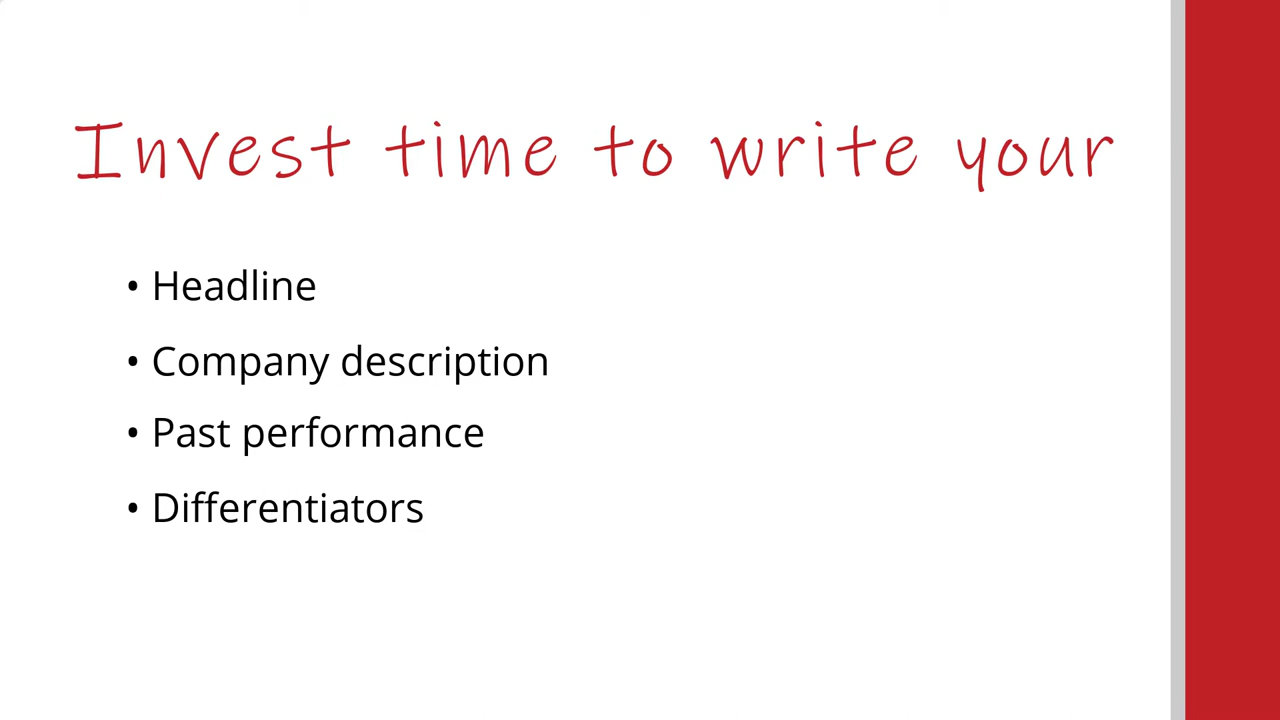 Invest time to write your
• Headline
• Company description
• Past performance
• Differentiators